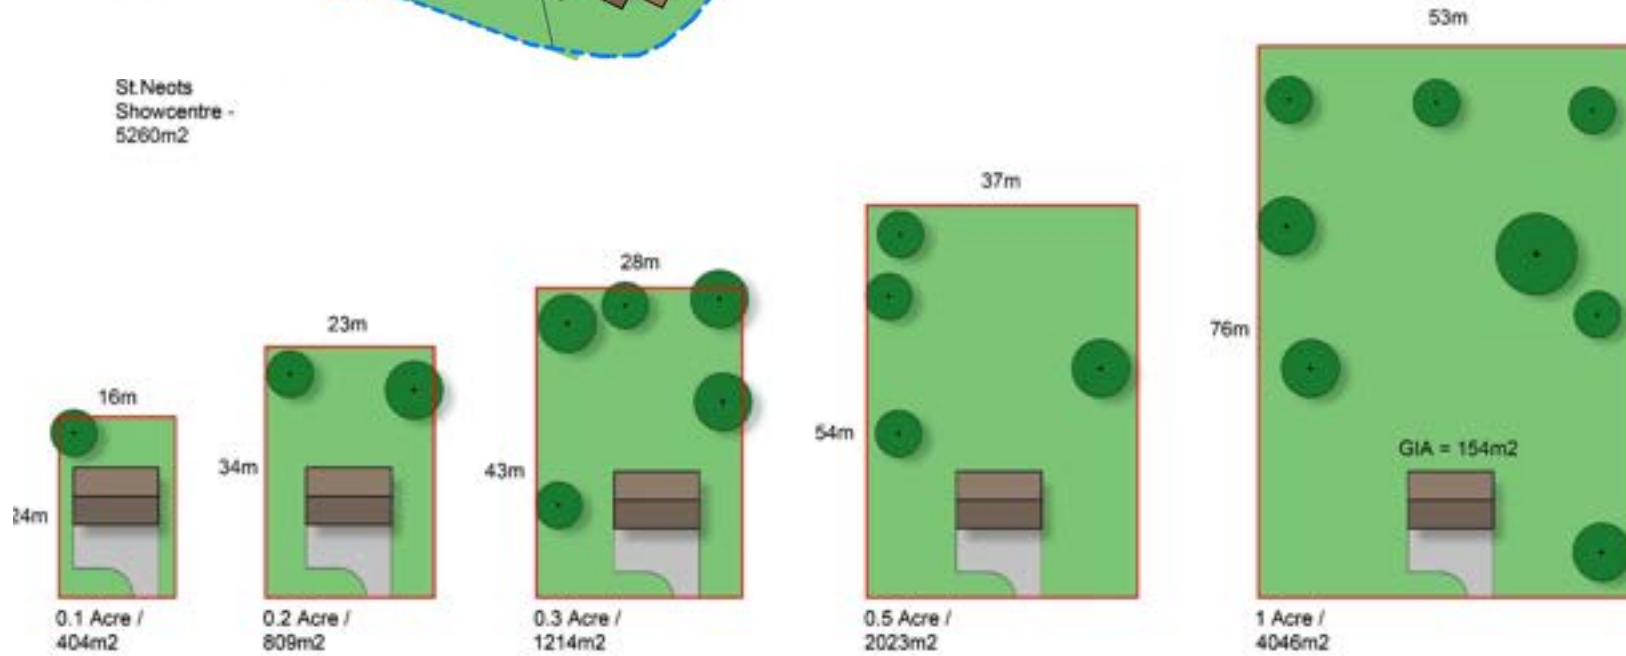 53m
St.Neots
Showcentre -
5260m2
37m
28m
23m
16m
76m
54m
GIA = 154m2
34m
43m
24m
0.1 Acre /
404m2
0.2 Acre /
809m2
0.3 Acre /
1214m2
0.5 Acre /
2023m2
1 Acre /
4046m2